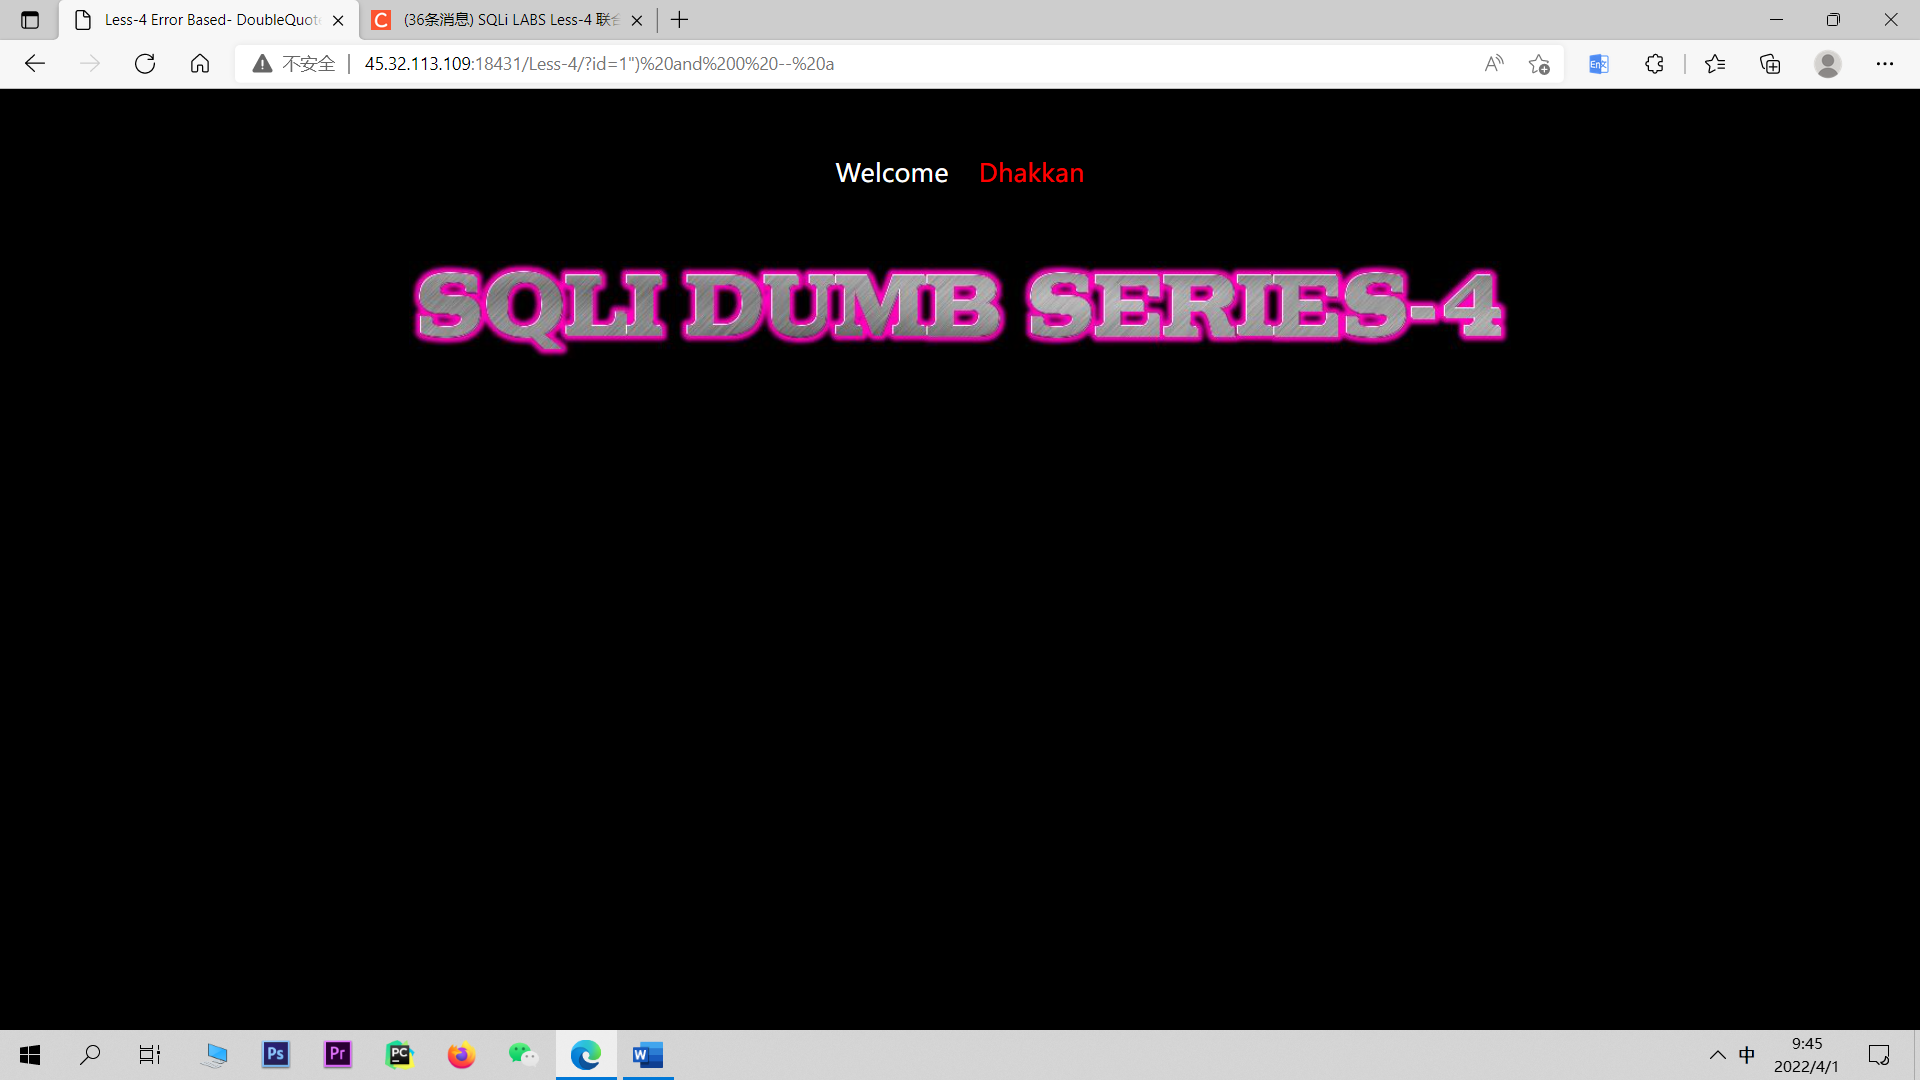 Less-4 Error Based- DoubleQuote
(36条消息) SQLi LABS Less-4 联合
不安全
45.32.113.109:18431/Less-4/?id=1")%20and%200%20--%20a
Welcome Dhakkan
SQLI DUMB SERIES-4
中
9:45
2022/4/1